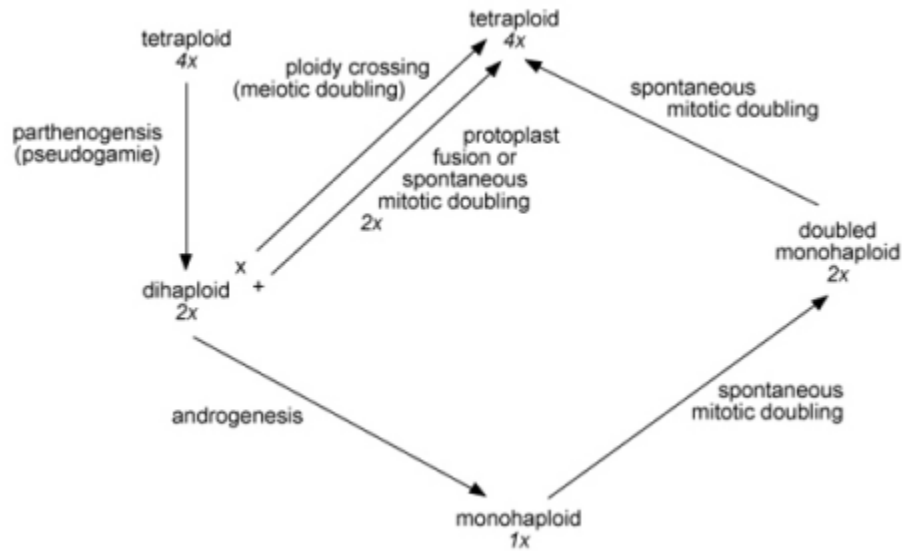 tetraploid
4x
tetraploid
4x
ploidy crossing
(meiotic doubling)
spontaneous
mitotic doubling
parthenogensis
(pseudogamie)
protoplast
fusion or
spontaneous
mitotic doubling
2x
doubled
monohaploid
2x
x
+
dihaploid
2x
androgenesis
spontaneous
mitotic doubling
monohaploid
1x